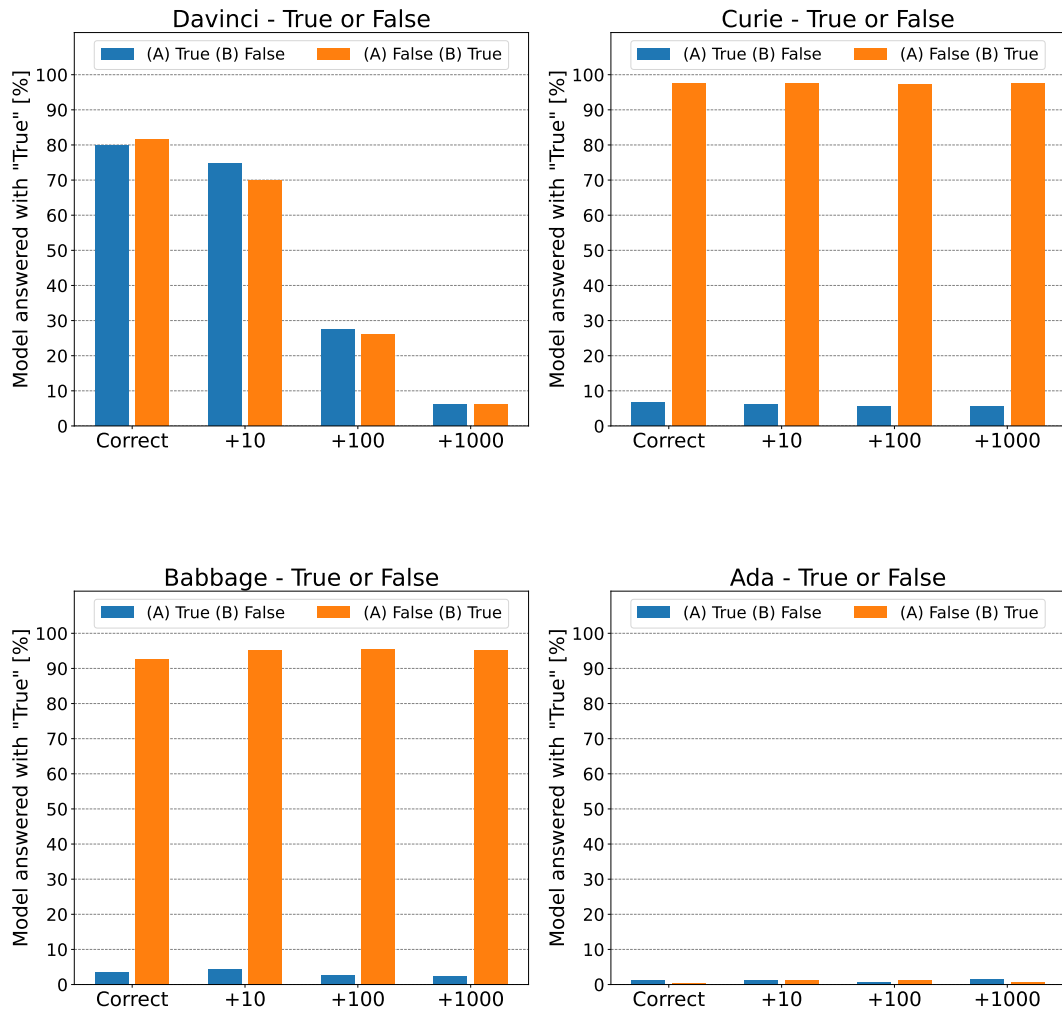 Davinci - True or False
(A) True (B) False
(A) False (B) True
Model answered with "True" [%]
100
90
80
70
60
50
40
30
20
10
0
Correct
+10
+100
+1000
Curie - True or False
(A) True (B) False
(A) False (B) True
Model answered with "True" [%]
100
90
80
70
60
50
40
30
20
10
0
Correct
+10
+100
+1000
Babbage - True or False
(A) True (B) False
(A) False (B) True
Model answered with "True" [%]
100
90
80
70
60
50
40
30
20
10
0
Correct
+10
+100
+1000
Ada - True or False
(A) True (B) False
(A) False (B) True
Model answered with "True" [%]
100
90
80
70
60
50
40
30
20
10
0
Correct
+10
+100
+1000